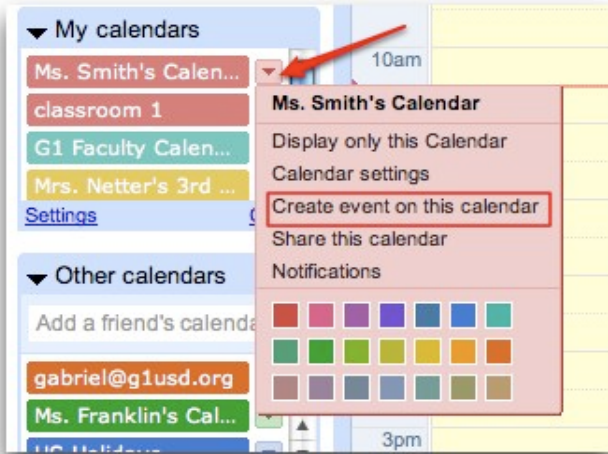 My calendars
Ms. Smith's Calen...
classroom 1
G1 Faculty Calen...
Mrs. Netter's 3rd ...
Settings
Other calendars
Add a friend's calenda
gabriel@g1usd.org
Ms. Franklin's Cal...
US Holidays
10am
Ms. Smith's Calendar
Display only this Calendar
Calendar settings
Create event on this calendar
Share this calendar
Notifications
3pm